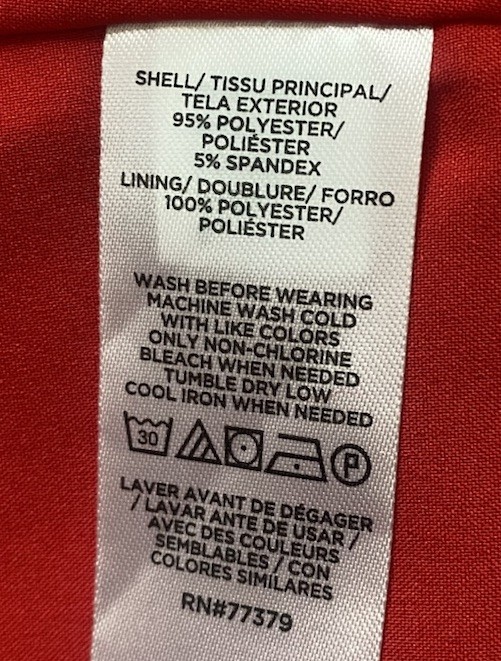 SHELL/ TISSU PRINCIPAL/
TELA EXTERIOR
95% POLYESTER/
POLIÉSTER
5% SPANDEX
LINING/ DOUBLURE/ FORRO
100% POLYESTER/
POLIÉSTER
WASH BEFORE WEARING
MACHINE WASH COLD
WITH LIKE COLORS
ONLY NON-CHLORINE
BLEACH WHEN NEEDED
TUMBLE DRY LOW
COOL IRON WHEN NEEDED
30 P
LAVER AVANT DE DÉGAGER
/ LAVAR ANTE DE USAR /
AVEC DES COULEURS
SEMBLABLES / CON
COLORES SIMILARES
RN#77379